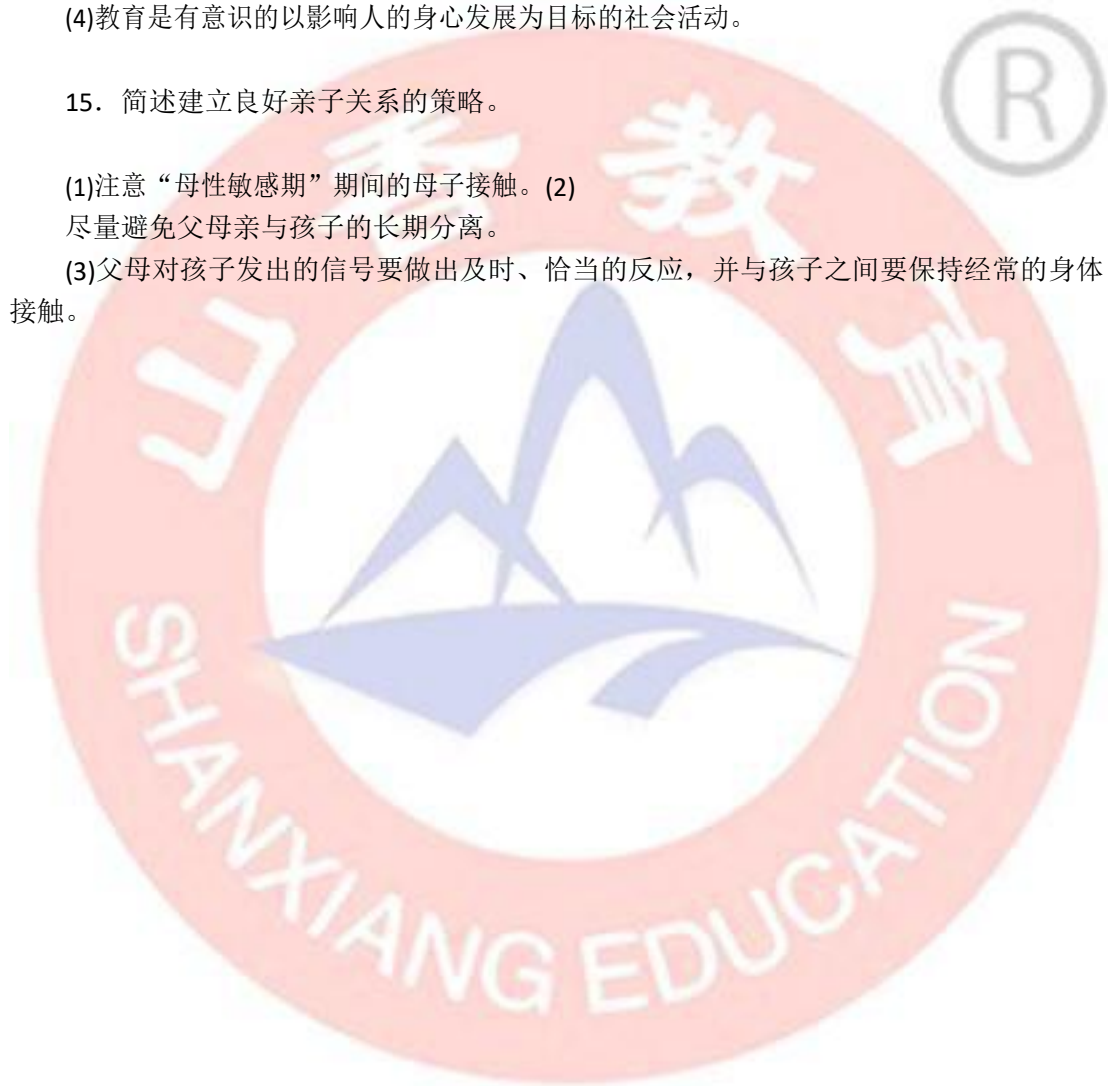 (4)教育是有意识的以影响人的身心发展为目标的社会活动。
15．简述建立良好亲子关系的策略。
(1)注意“母性敏感期”期间的母子接触。(2)
尽量避免父母亲与孩子的长期分离。
(3)父母对孩子发出的信号要做出及时、恰当的反应，并与孩子之间要保持经常的身体
接触。
山香教育
R
SHANXIANG EDUCATION